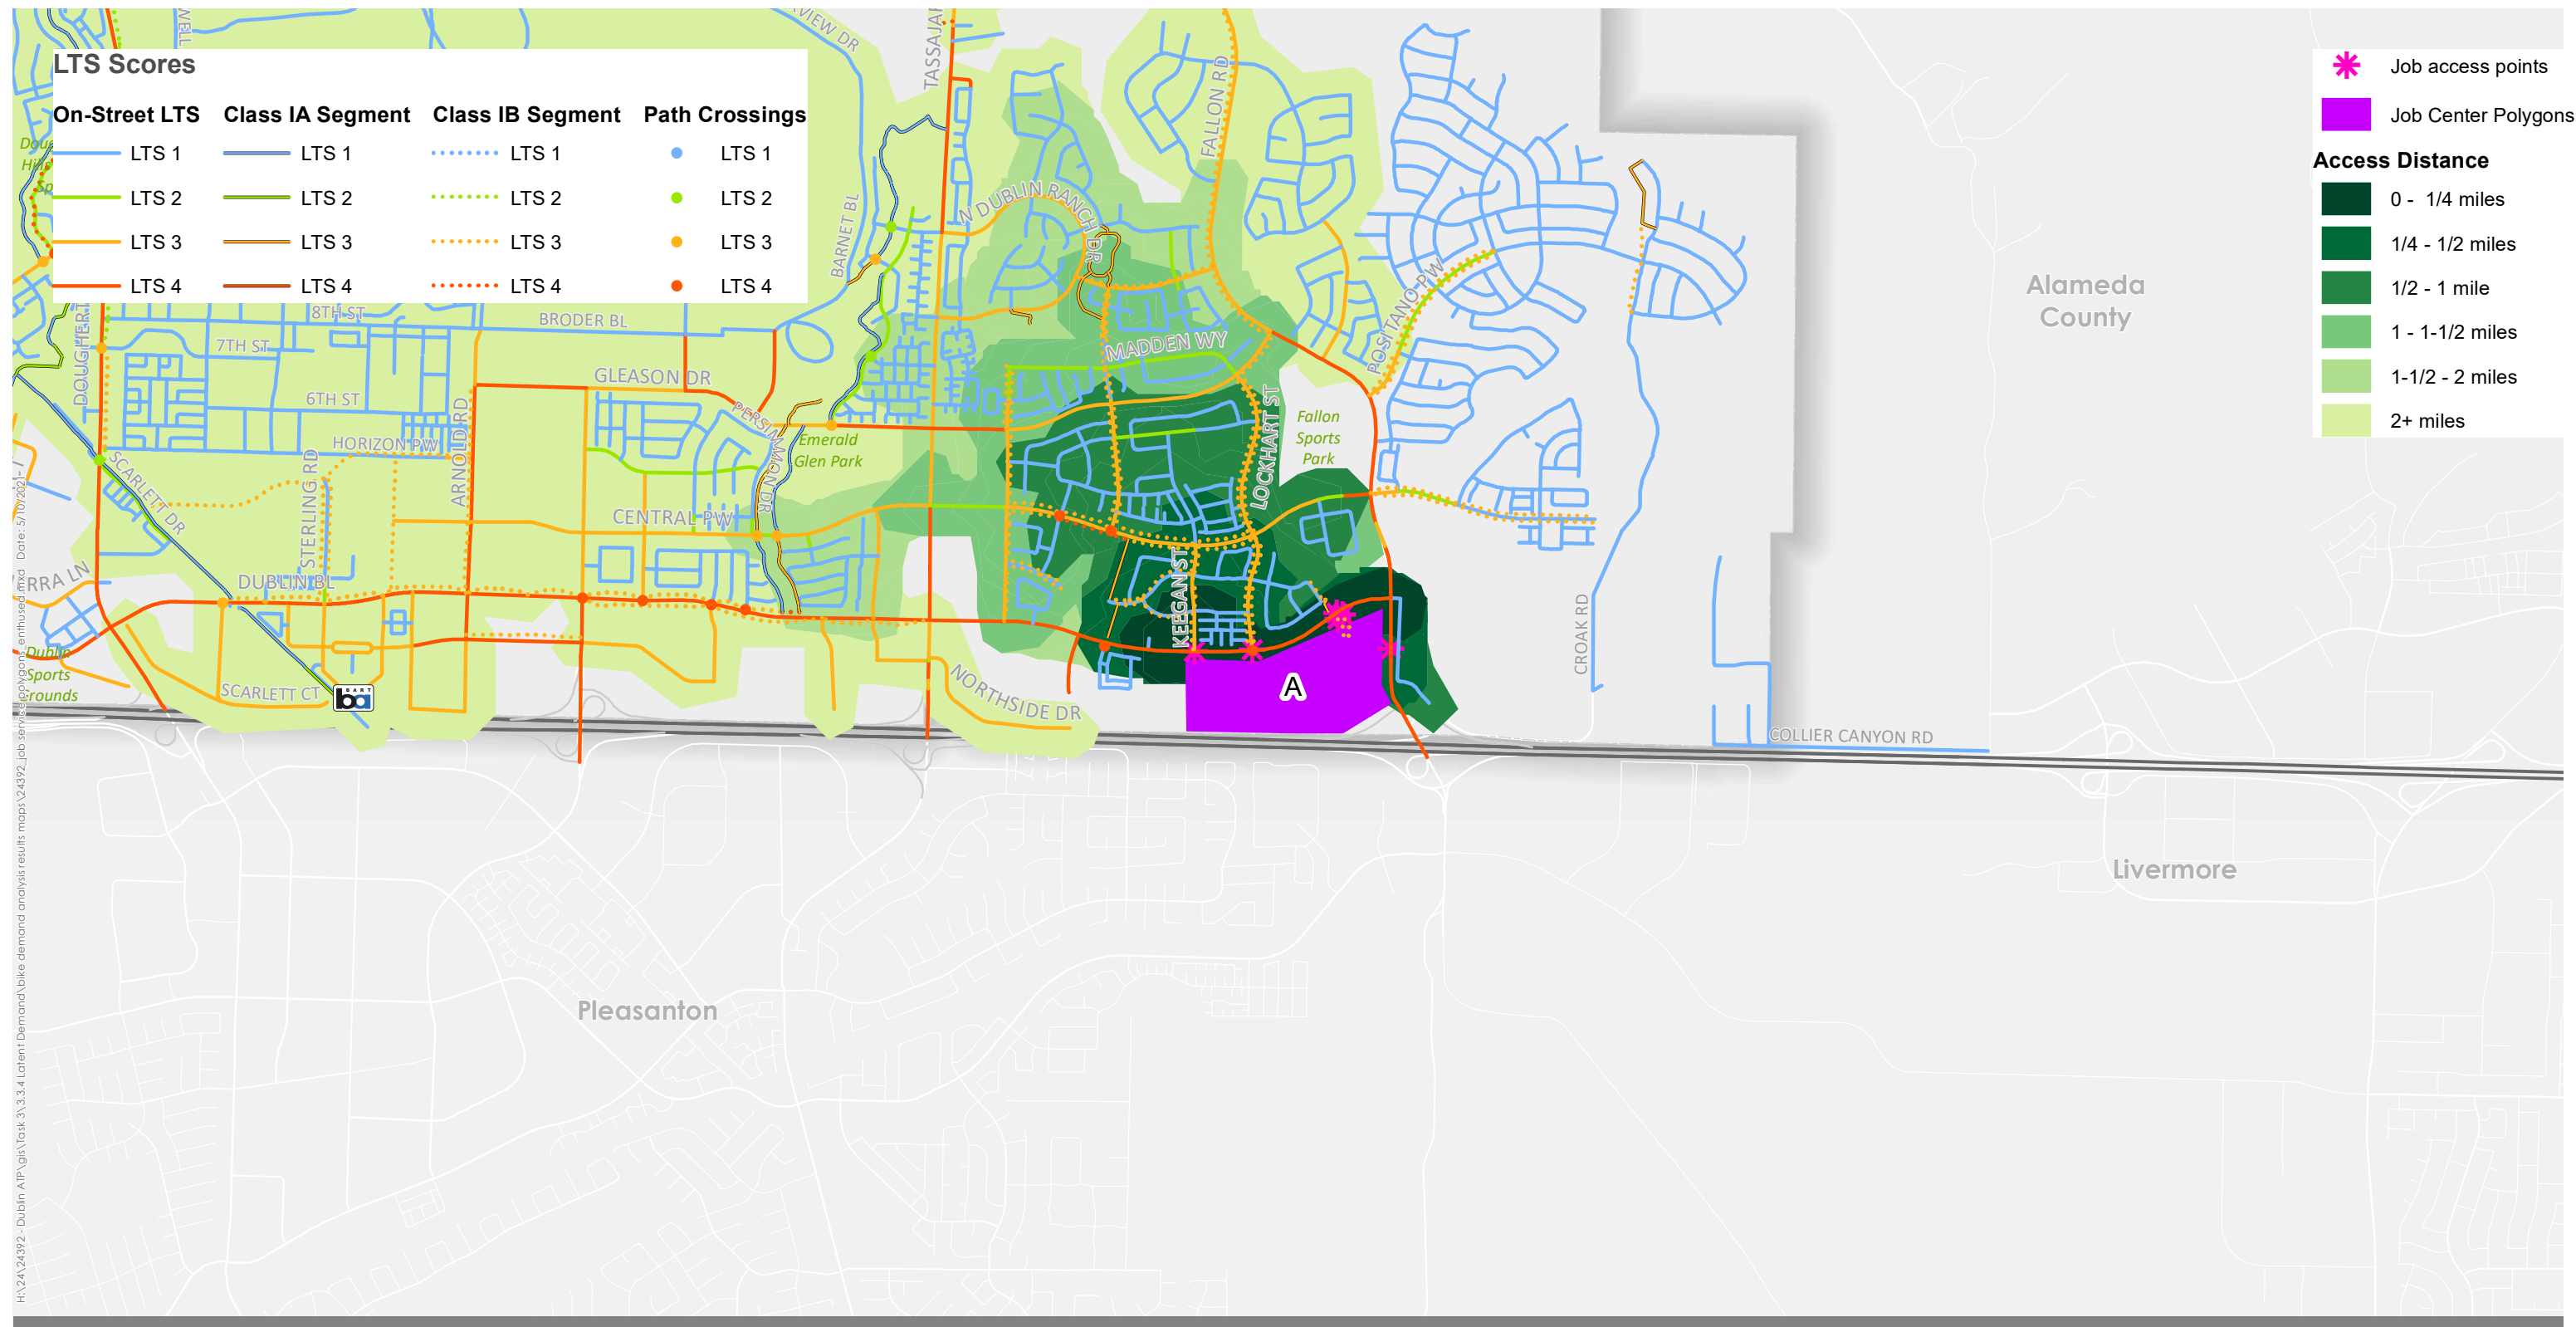 LTS Scores
On-Street LTS
LTS 1
LTS 2
LTS 3
LTS 4
Class IA Segment
LTS 1
LTS 2
LTS 3
LTS 4
Class IB Segment
LTS 1
LTS 2
LTS 3
LTS 4
Path Crossings
LTS 1
LTS 2
LTS 3
LTS 4
Job access points
Job Center Polygons
Access Distance
0 - 1/4 miles
1/4 - 1/2 miles
1/2 - 1 mile
1 - 1-1/2 miles
1-1/2 - 2 miles
2+ miles
FALLON RD
N DUBLIN RANCH DR
BARNET BL
POSITANO PW
Alameda
County
8TH ST
BRODER BL
7TH ST
MADDEN WY
GLEASON DR
6TH ST
ARNOLD RD
HORIZON PW
PERSIMMON DR
Emerald
Glen Park
LOCKHART ST
Fallon
Sports
Park
SCARLETT DR
STERLING RD
CENTRAL PW
DUBLIN BL
KEEGAN ST
CROAK RD
Dublin
Sports
SCARLETT CT
BART
ba
NORTHSIDE DR
A
COLLIER CANYON RD
Livermore
Pleasanton